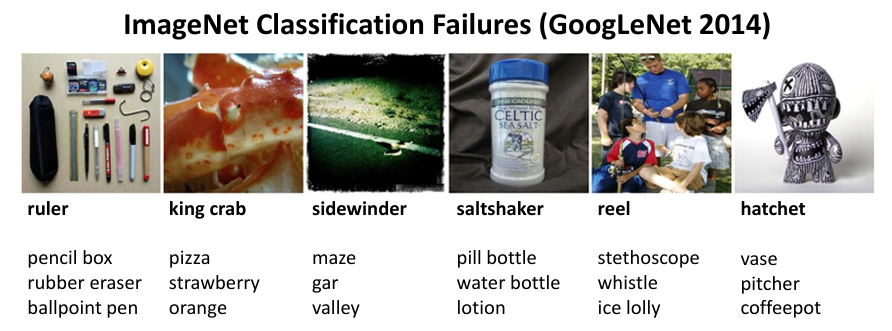 ImageNet Classification Failures (GoogLeNet 2014)
FINE GROUND
CELTIC
SEA SALT
ruler
king crab
sidewinder
saltshaker
reel
hatchet
pencil box
pizza
maze
pill bottle
stethoscope
vase
rubber eraser
strawberry
gar
water bottle
whistle
pitcher
ballpoint pen
orange
valley
lotion
ice lolly
coffeepot